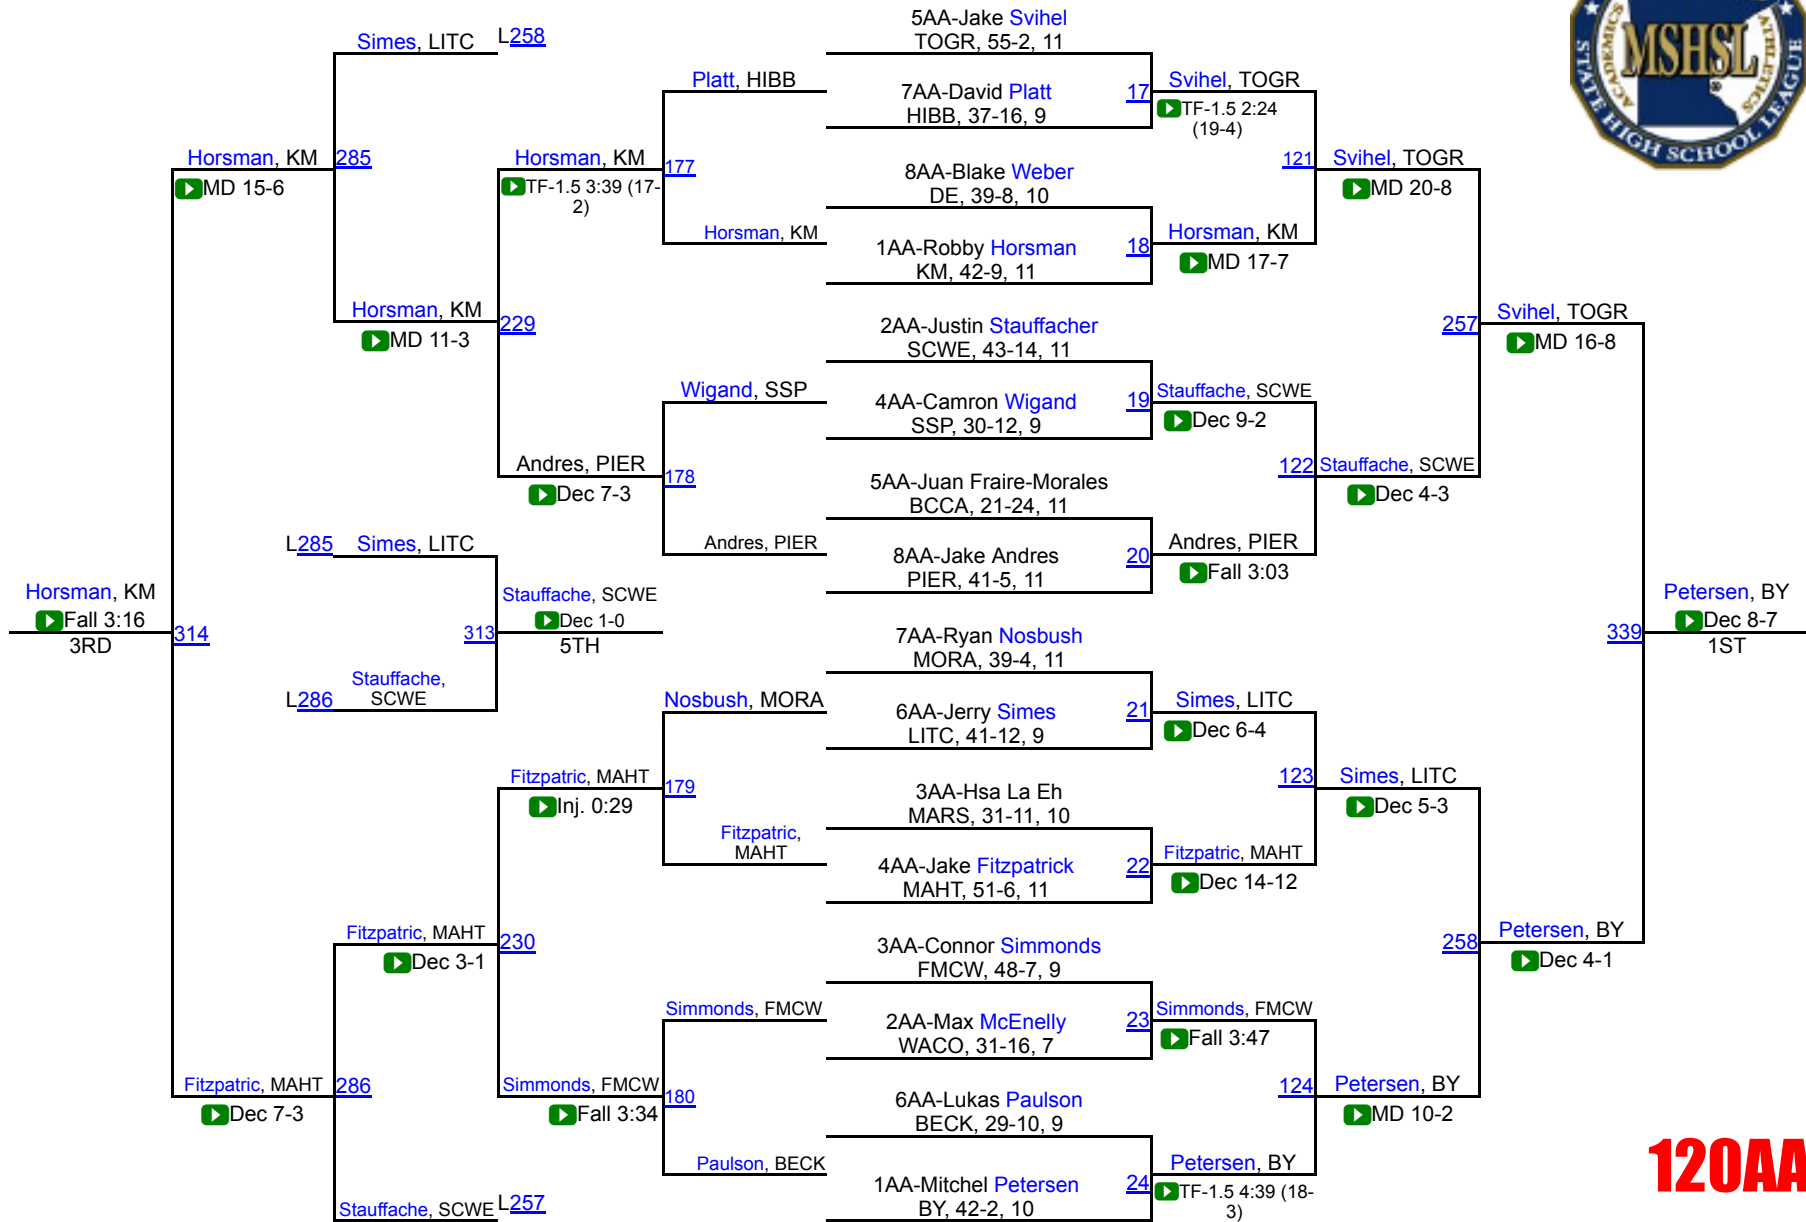 Simes, LITC
L258
Horsman, KM
285
MD 15-6
Horsman, KM
MD 11-3
Horsman, KM
TF-1.5 3:39 (17-
2)
229
Andres, PIER
Dec 7-3
Platt, HIBB
177
Horsman, KM
Wigand, SSP
178
Andres, PIER
L285
Simes, LITC
Horsman, KM
Fall 3:16
3RD
314
Stauffache, SCWE
Dec 1-0
5TH
313
L286
Stauffache,
SCWE
Nosbush, MORA
179
Fitzpatric,
MAHT
Fitzpatric, MAHT
Inj. 0:29
Fitzpatric, MAHT
Dec 3-1
230
Simmonds, FMCW
180
Paulson, BECK
Simmonds, FMCW
Fall 3:34
Fitzpatric, MAHT
286
Dec 7-3
Stauffache, SCWE
L257
5AA-Jake Svihel
TOGR, 55-2, 11
7AA-David Platt
HIBB, 37-16, 9
17
8AA-Blake Weber
DE, 39-8, 10
1AA-Robby Horsman
KM, 42-9, 11
18
2AA-Justin Stauffacher
SCWE, 43-14, 11
4AA-Camron Wigand
SSP, 30-12, 9
19
5AA-Juan Fraire-Morales
BCCA, 21-24, 11
8AA-Jake Andres
PIER, 41-5, 11
20
7AA-Ryan Nosbush
MORA, 39-4, 11
6AA-Jerry Simes
LITC, 41-12, 9
21
3AA-Hsa La Eh
MARS, 31-11, 10
4AA-Jake Fitzpatrick
MAHT, 51-6, 11
22
3AA-Connor Simmonds
FMCW, 48-7, 9
2AA-Max McEnelly
WACO, 31-16, 7
23
6AA-Lukas Paulson
BECK, 29-10, 9
1AA-Mitchel Petersen
BY, 42-2, 10
24
Svihel, TOGR
TF-1.5 2:24
(19-4)
121
Horsman, KM
MD 17-7
Stauffache, SCWE
Dec 9-2
122
Andres, PIER
Fall 3:03
Simes, LITC
Dec 6-4
123
Fitzpatric, MAHT
Dec 14-12
Simmonds, FMCW
Fall 3:47
124
Petersen, BY
TF-1.5 4:39 (18-
3)
Svihel, TOGR
MD 20-8
257
Stauffache, SCWE
Dec 4-3
Simes, LITC
Dec 5-3
258
Petersen, BY
MD 10-2
Svihel, TOGR
MD 16-8
339
Petersen, BY
Dec 4-1
Petersen, BY
Dec 8-7
1ST
ACADEMICS
ATHLETICS
MSHSL
STATE HIGH SCHOOL LEAGUE
120AA